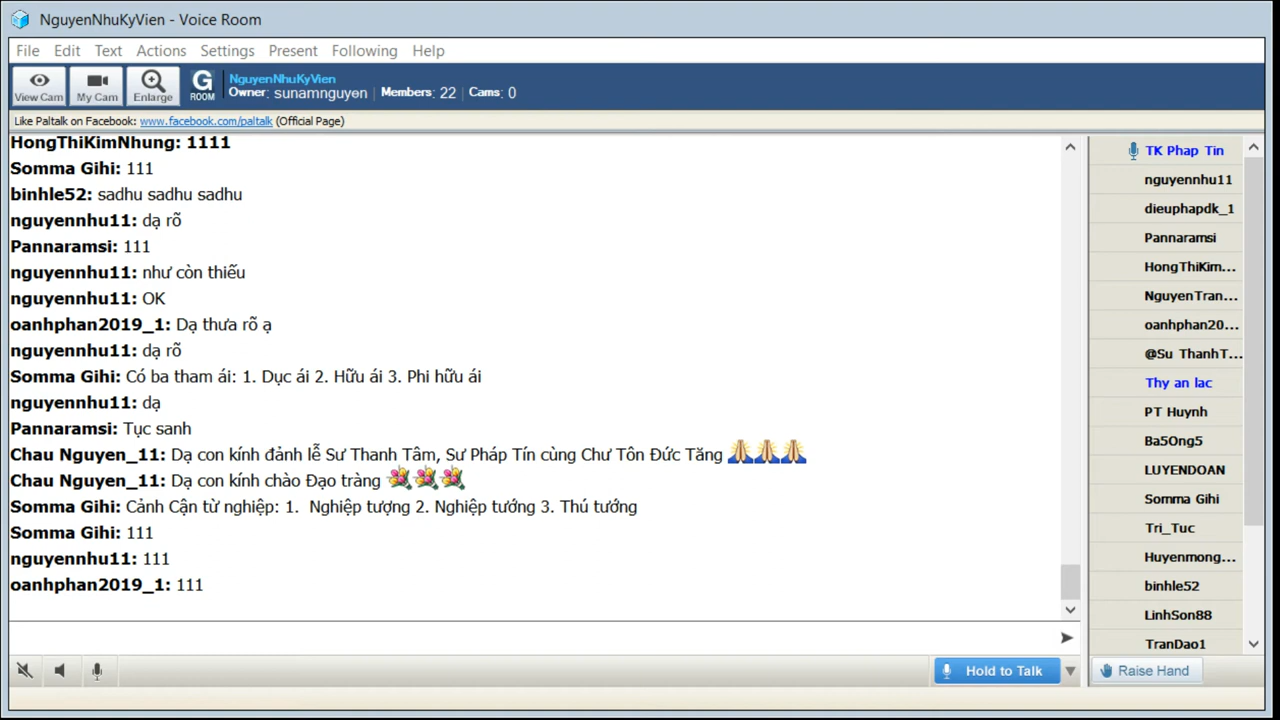 NguyenNhuKyVien - Voice Room
File Edit Text Actions Settings Present Following Help
View Cam My Cam Enlarge G ROOM NguyenNhuKyVien
Owner: sunamnguyen | Members: 22 | Cams: 0
Like Paltalk on Facebook: www.facebook.com/paltalk (Official Page)
HongThiKimNhung: 1111
Somma Gihi: 111
binhle52: sadhu sadhu sadhu
nguyennhu11: dạ rõ
Pannaramsi: 111
nguyennhu11: như còn thiếu
nguyennhu11: OK
oanhphan2019_1: Dạ thưa rõ ạ
nguyennhu11: dạ rõ
Somma Gihi: Có ba tham ái: 1. Dục ái 2. Hữu ái 3. Phi hữu ái
nguyennhu11: dạ
Pannaramsi: Tục sanh
Chau Nguyen_11: Dạ con kính đảnh lễ Sư Thanh Tâm, Sư Pháp Tín cùng Chư Tôn Đức Tăng 🙏🙏🙏
Chau Nguyen_11: Dạ con kính chào Đạo tràng 💐💐💐
Somma Gihi: Cảnh Cận từ nghiệp: 1. Nghiệp tượng 2. Nghiệp tướng 3. Thú tướng
Somma Gihi: 111
nguyennhu11: 111
oanhphan2019_1: 111
TK Phap Tin
nguyennhu11
dieuphapdk_1
Pannaramsi
HongThiKim...
NguyenTran...
oanhphan20...
@Su ThanhT...
Thy an lac
PT Huynh
Ba5Ong5
LUYENDOAN
Somma Gihi
Tri_Tuc
Huyenmong...
binhle52
LinhSon88
TranDao1
Hold to Talk
Raise Hand